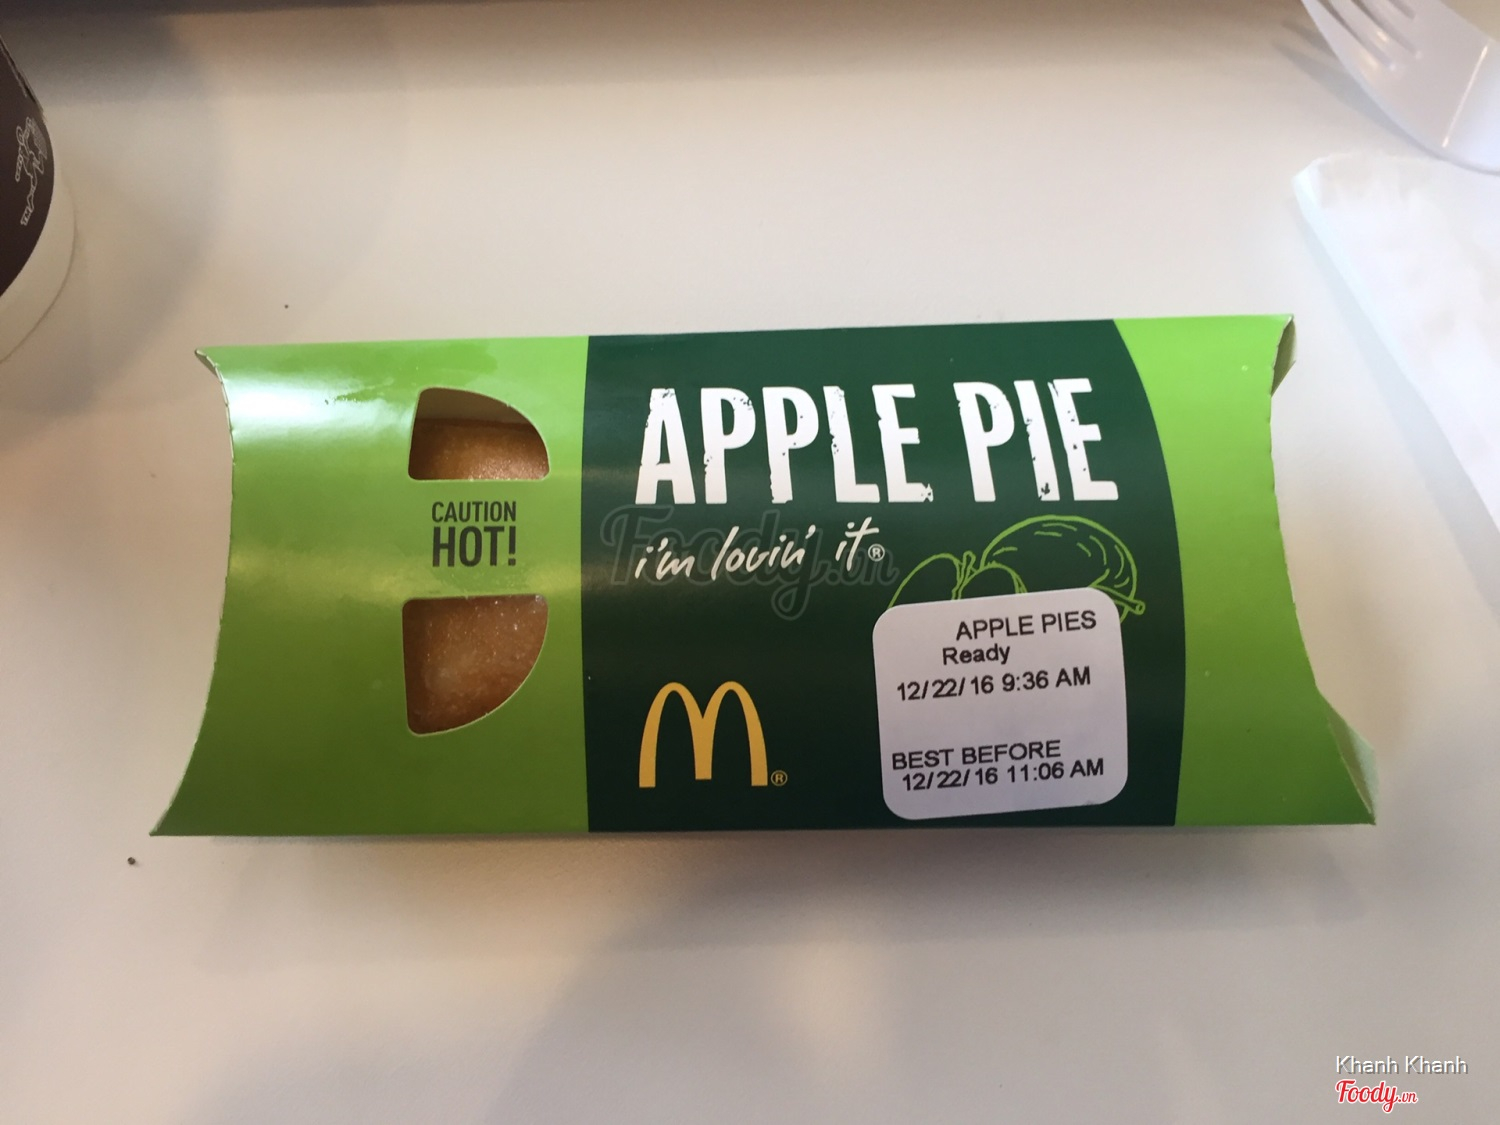 APPLE PIE
i'm lovin' it®
CAUTION
HOT!
Foody.vn
APPLE PIES
Ready
12/22/16 9:36 AM
BEST BEFORE
12/22/16 11:06 AM
®
Khanh Khanh
Foody.vn